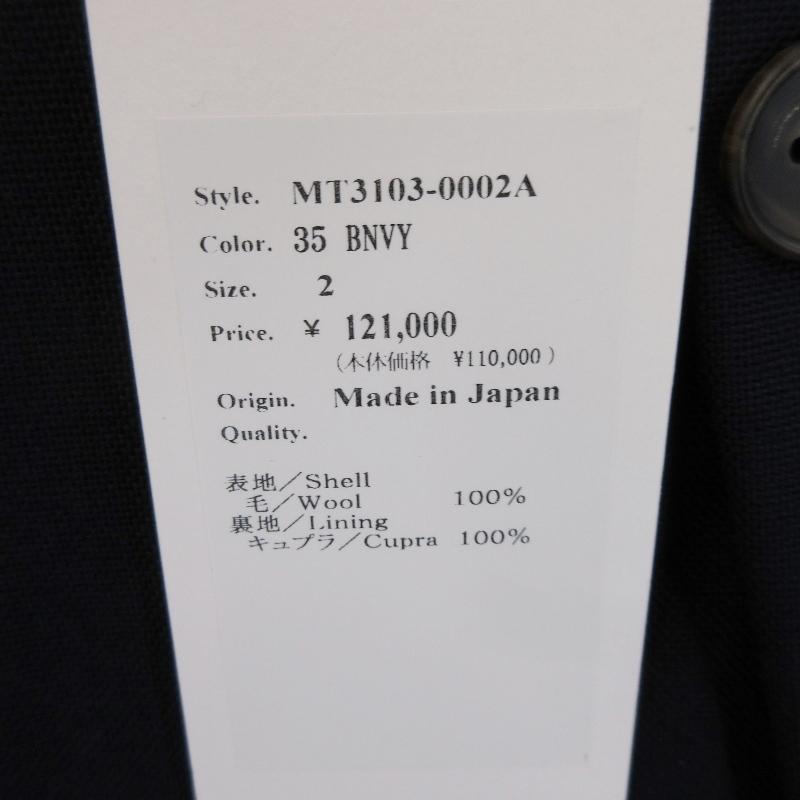 Style. MT3103-0002A
Color. 35 BNVY
Size. 2
Price. ¥ 121,000
(本体価格 ¥110,000)
Origin. Made in Japan
Quality.
表地/Shell
毛/Wool 100%
裏地/Lining
キュプラ/Cupra 100%